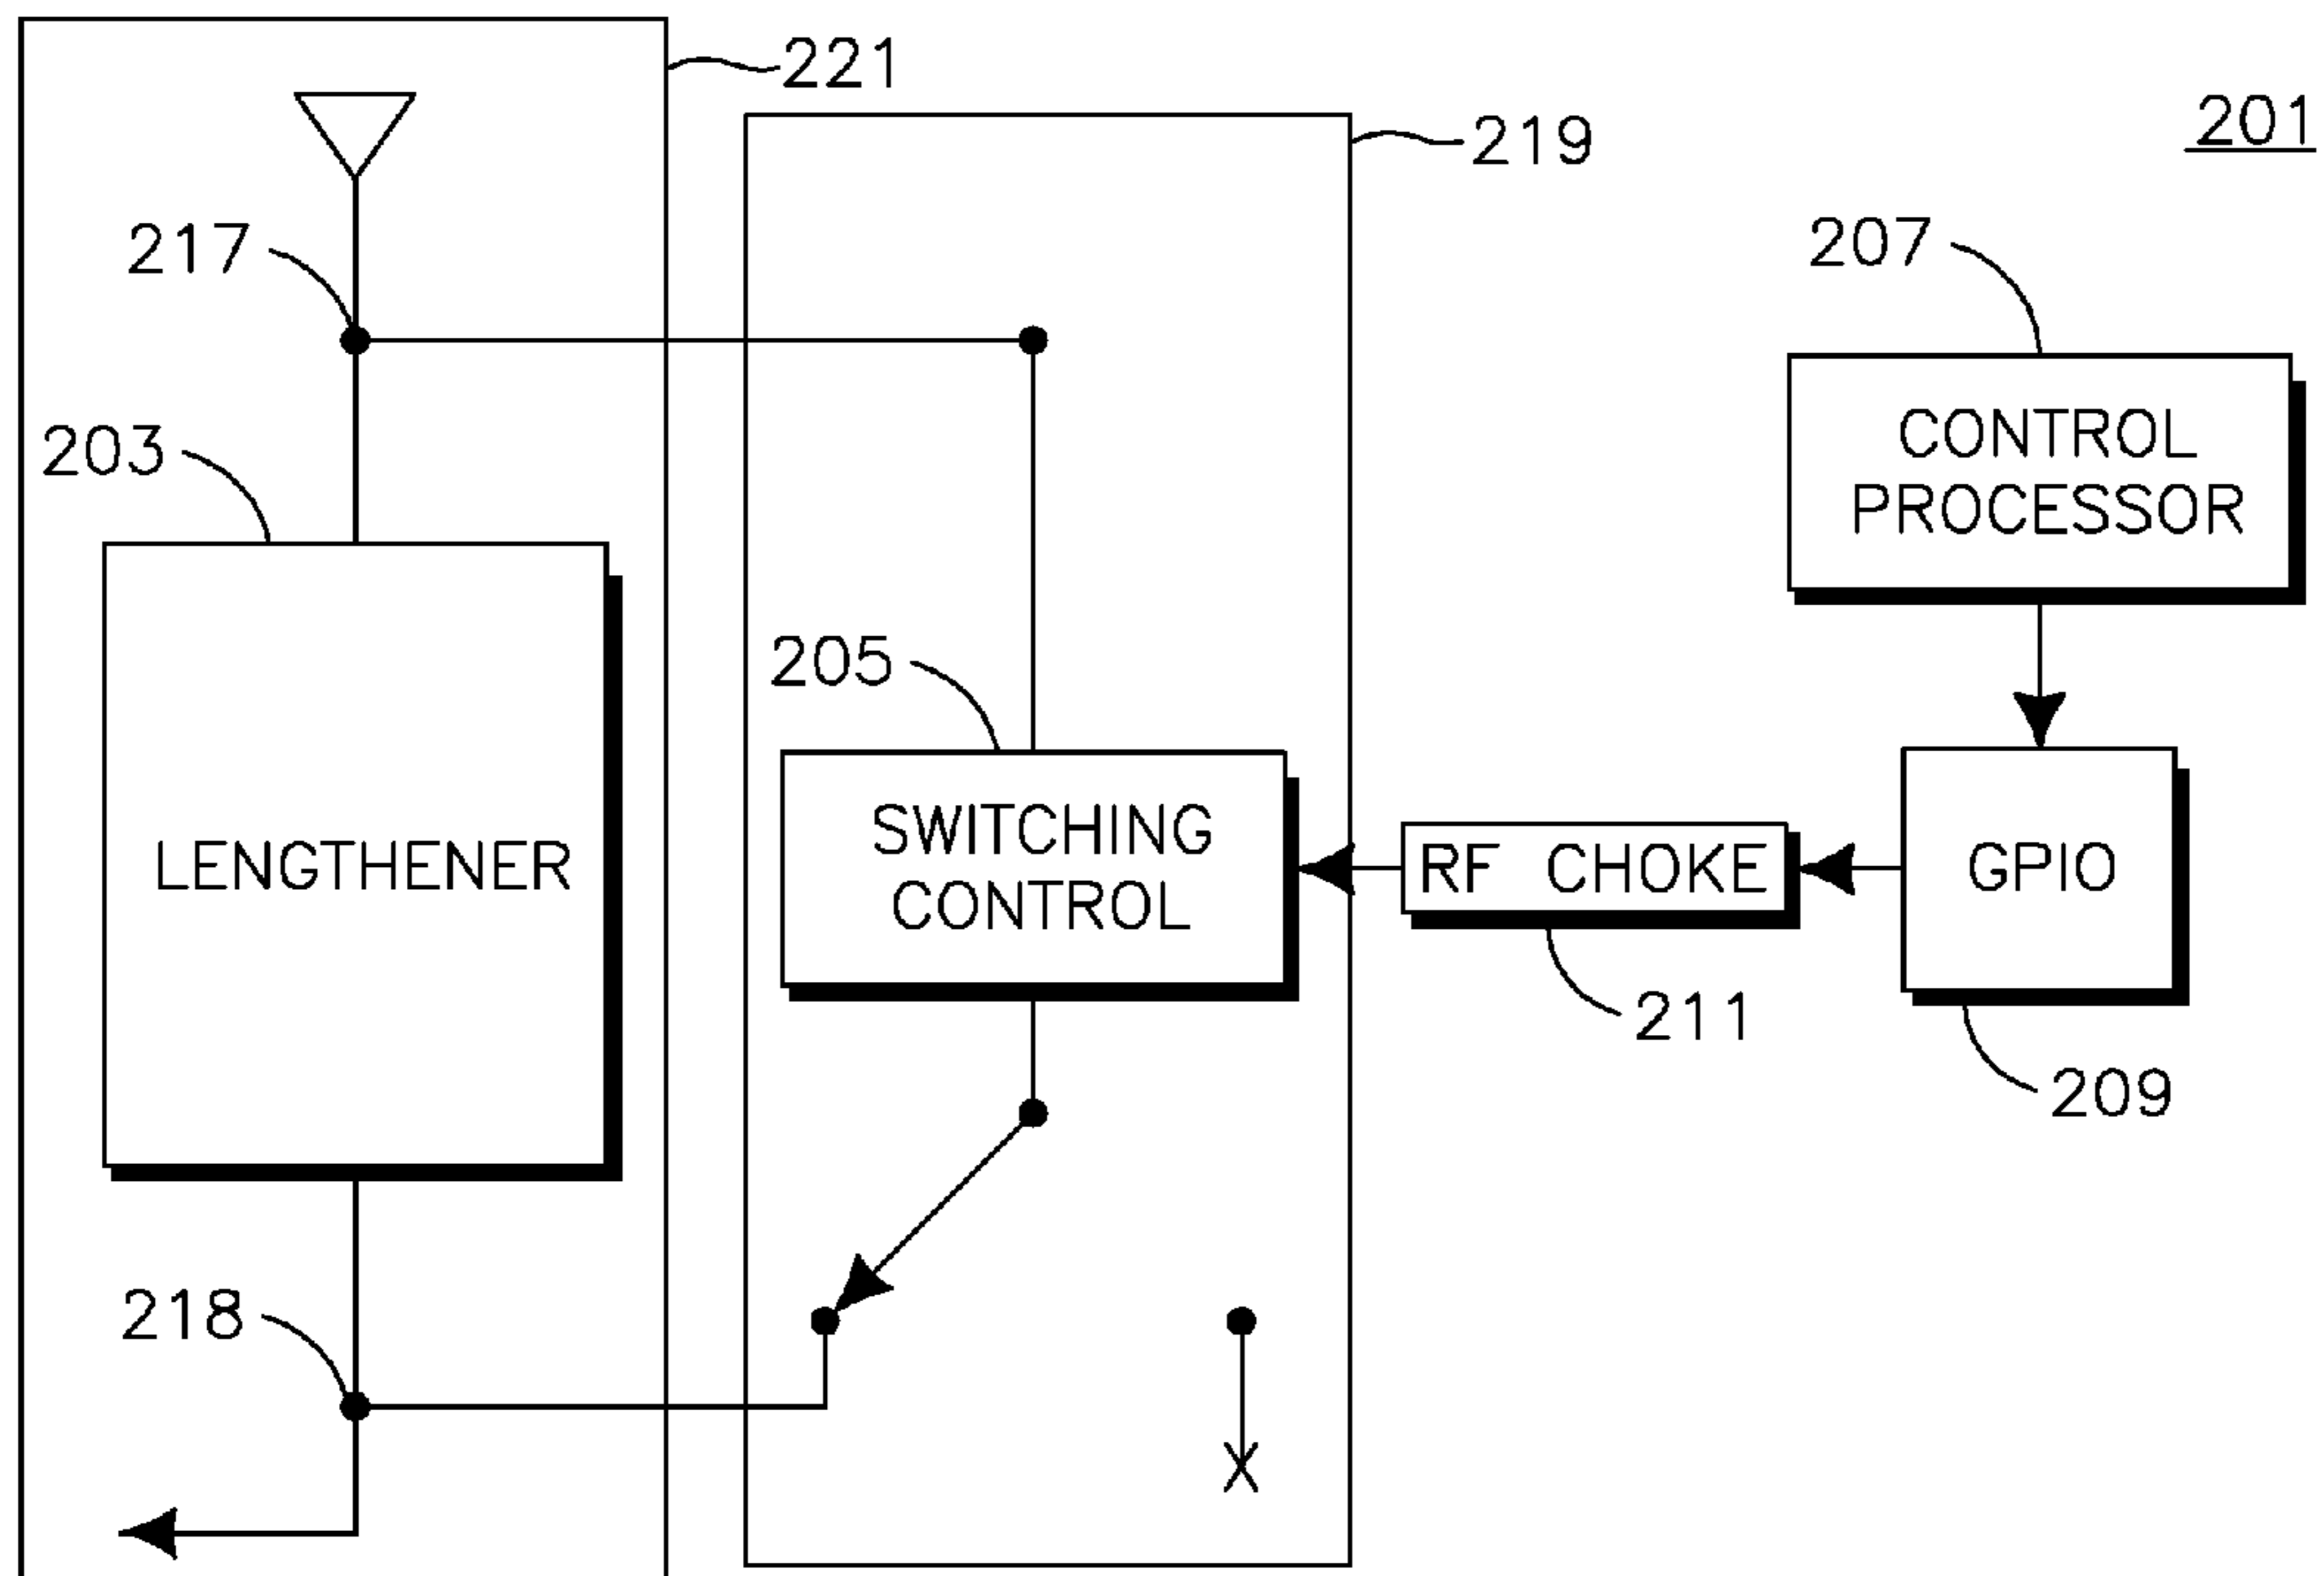 221
201
219
217
207
CONTROL
PROCESSOR
203
205
SWITCHING
CONTROL
LENGTHENER
RF CHOKE
GPIO
211
209
218
X